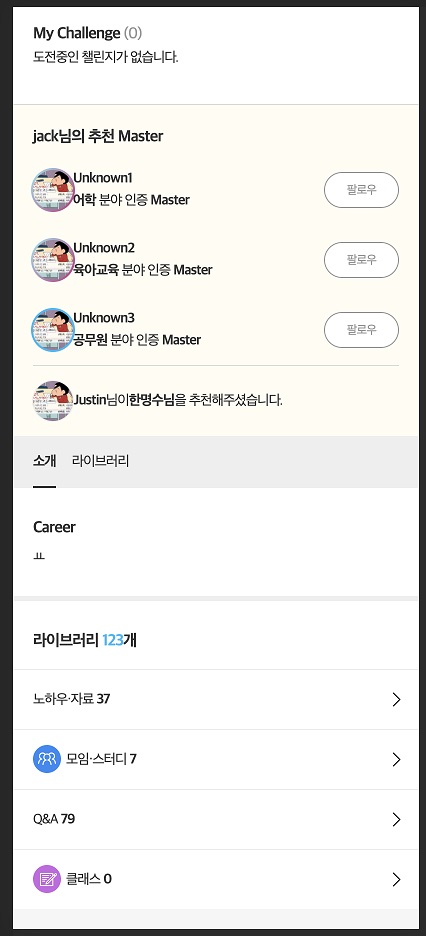 My Challenge (0)
도전중인 챌린지가 없습니다.
jack님의 추천 Master
Unknown1
어학 분야 인증 Master
팔로우
Unknown2
육아교육 분야 인증 Master
팔로우
Unknown3
공무원 분야 인증 Master
팔로우
Justin님이한명수님을 추천해주셨습니다.
소개 라이브러리
Career
ㅛ
라이브러리 123개
노하우·자료 37
모임·스터디 7
Q&A 79
클래스 0